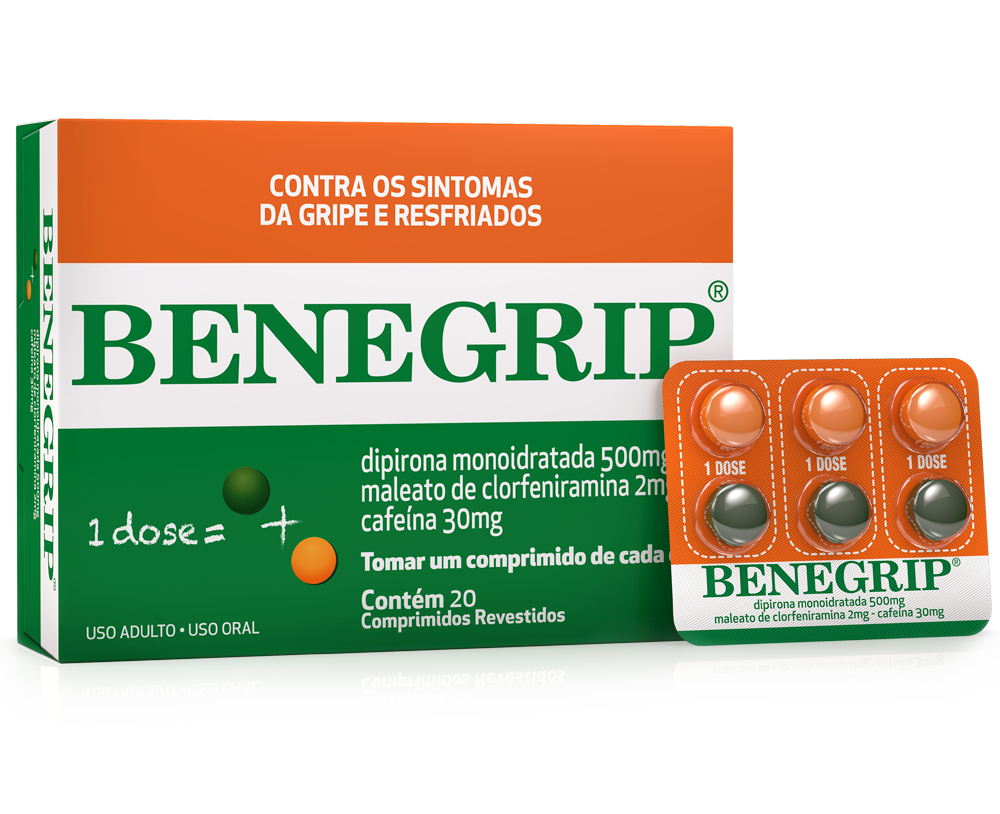 CONTRA OS SINTOMAS
DA GRIPE E RESFRIADOS
BENEGRIP®
dipirona monoidratada 500mg
maleato de clorfeniramina 2mg
cafeína 30mg
1 dose = +
Tomar um comprimido de cada
Contém 20
Comprimidos Revestidos
USO ADULTO • USO ORAL
BENEGRIP®
1 DOSE
1 DOSE
1 DOSE
BENEGRIP®
dipirona monoidratada 500mg
maleato de clorfeniramina 2mg - cafeína 30mg